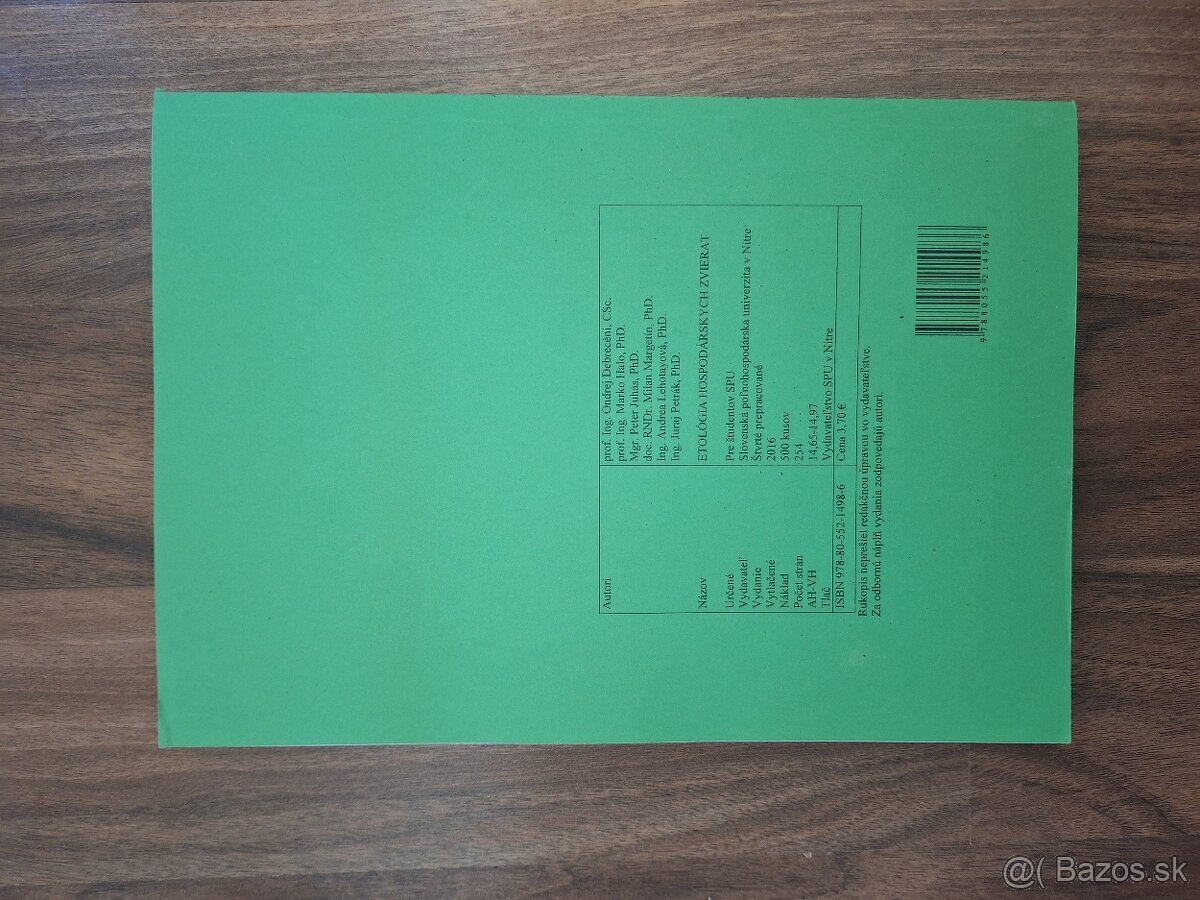 Autori prof. Ing. Ondrej Debrecéni, CSc.
prof. Ing. Marko Halo, PhD.
Mgr. Peter Juhás, PhD.
doc. RNDr. Milan Margetín, PhD.
Ing. Andrea Lehotayová, PhD.
Ing. Juraj Petrák, PhD.
Názov ETOLÓGIA HOSPODÁRSKYCH ZVIERAT
Určené Pre študentov SPU
Vydavateľ Slovenská poľnohospodárska univerzita v Nitre
Vydanie Štvrté prepracované
Vytlačené 2016
Náklad 500 kusov
Počet strán 254
AH-VH 14,65-14,97
Tlač Vydavateľstvo SPU v Nitre
ISBN 978-80-552-1498-6 Cena 3,70 €
Rukopis neprešiel redakčnou úpravou vo vydavateľstve.
Za odbornú náplň vydania zodpovedajú autori.
9 788055 214986
@( Bazos.sk